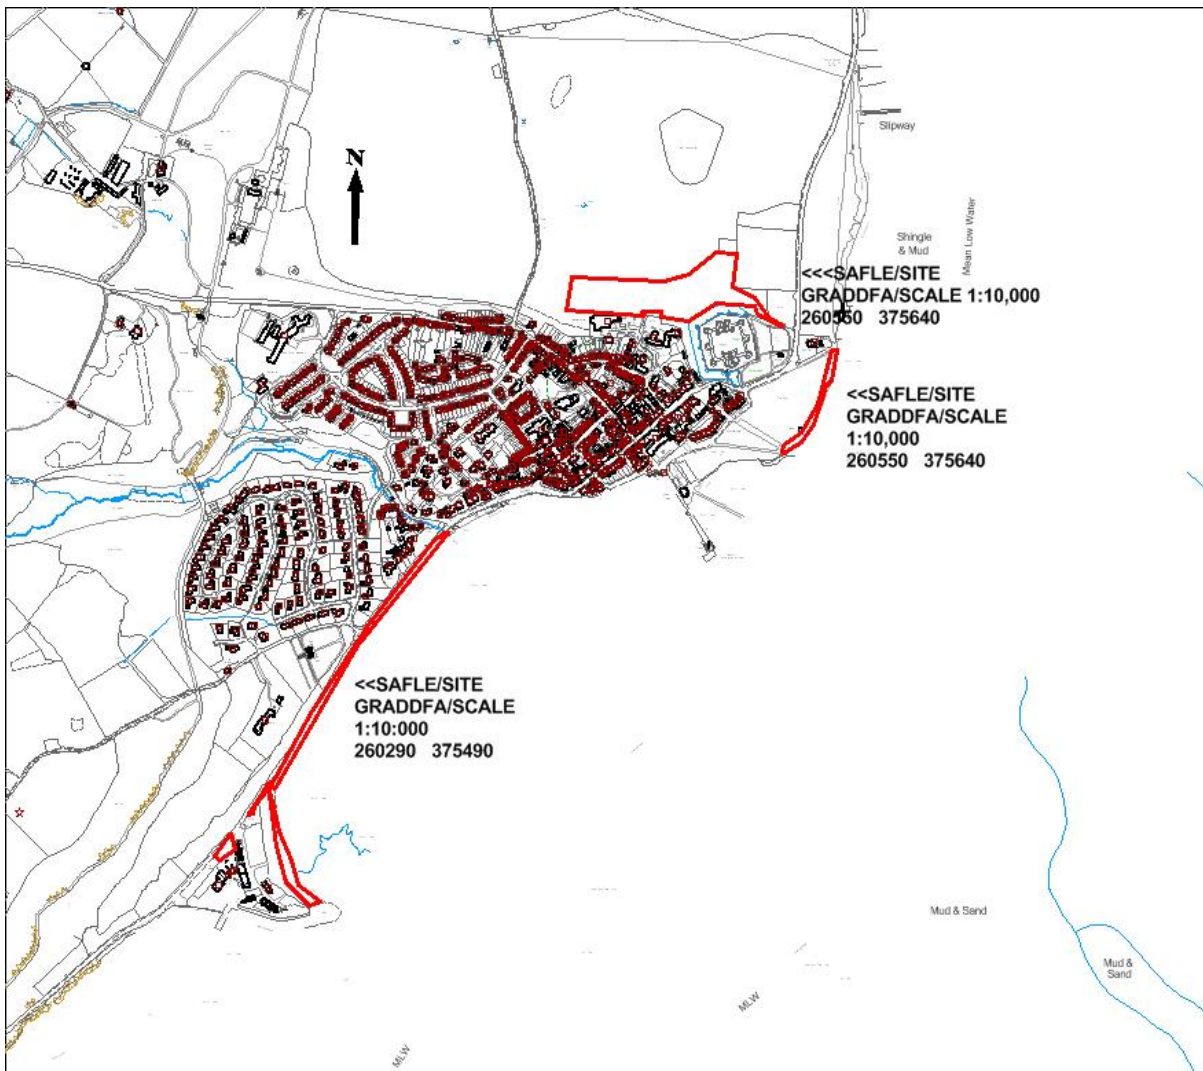 Slipway
N
Mean Low Water
Shingle
& Mud
<<<SAFLE/SITE
GRADDFA/SCALE 1:10,000
260550 375640
<<SAFLE/SITE
GRADDFA/SCALE
1:10,000
260550 375640
<<SAFLE/SITE
GRADDFA/SCALE
1:10:000
260290 375490
Mud & Sand
Mud &
Sand
MLW
MLW